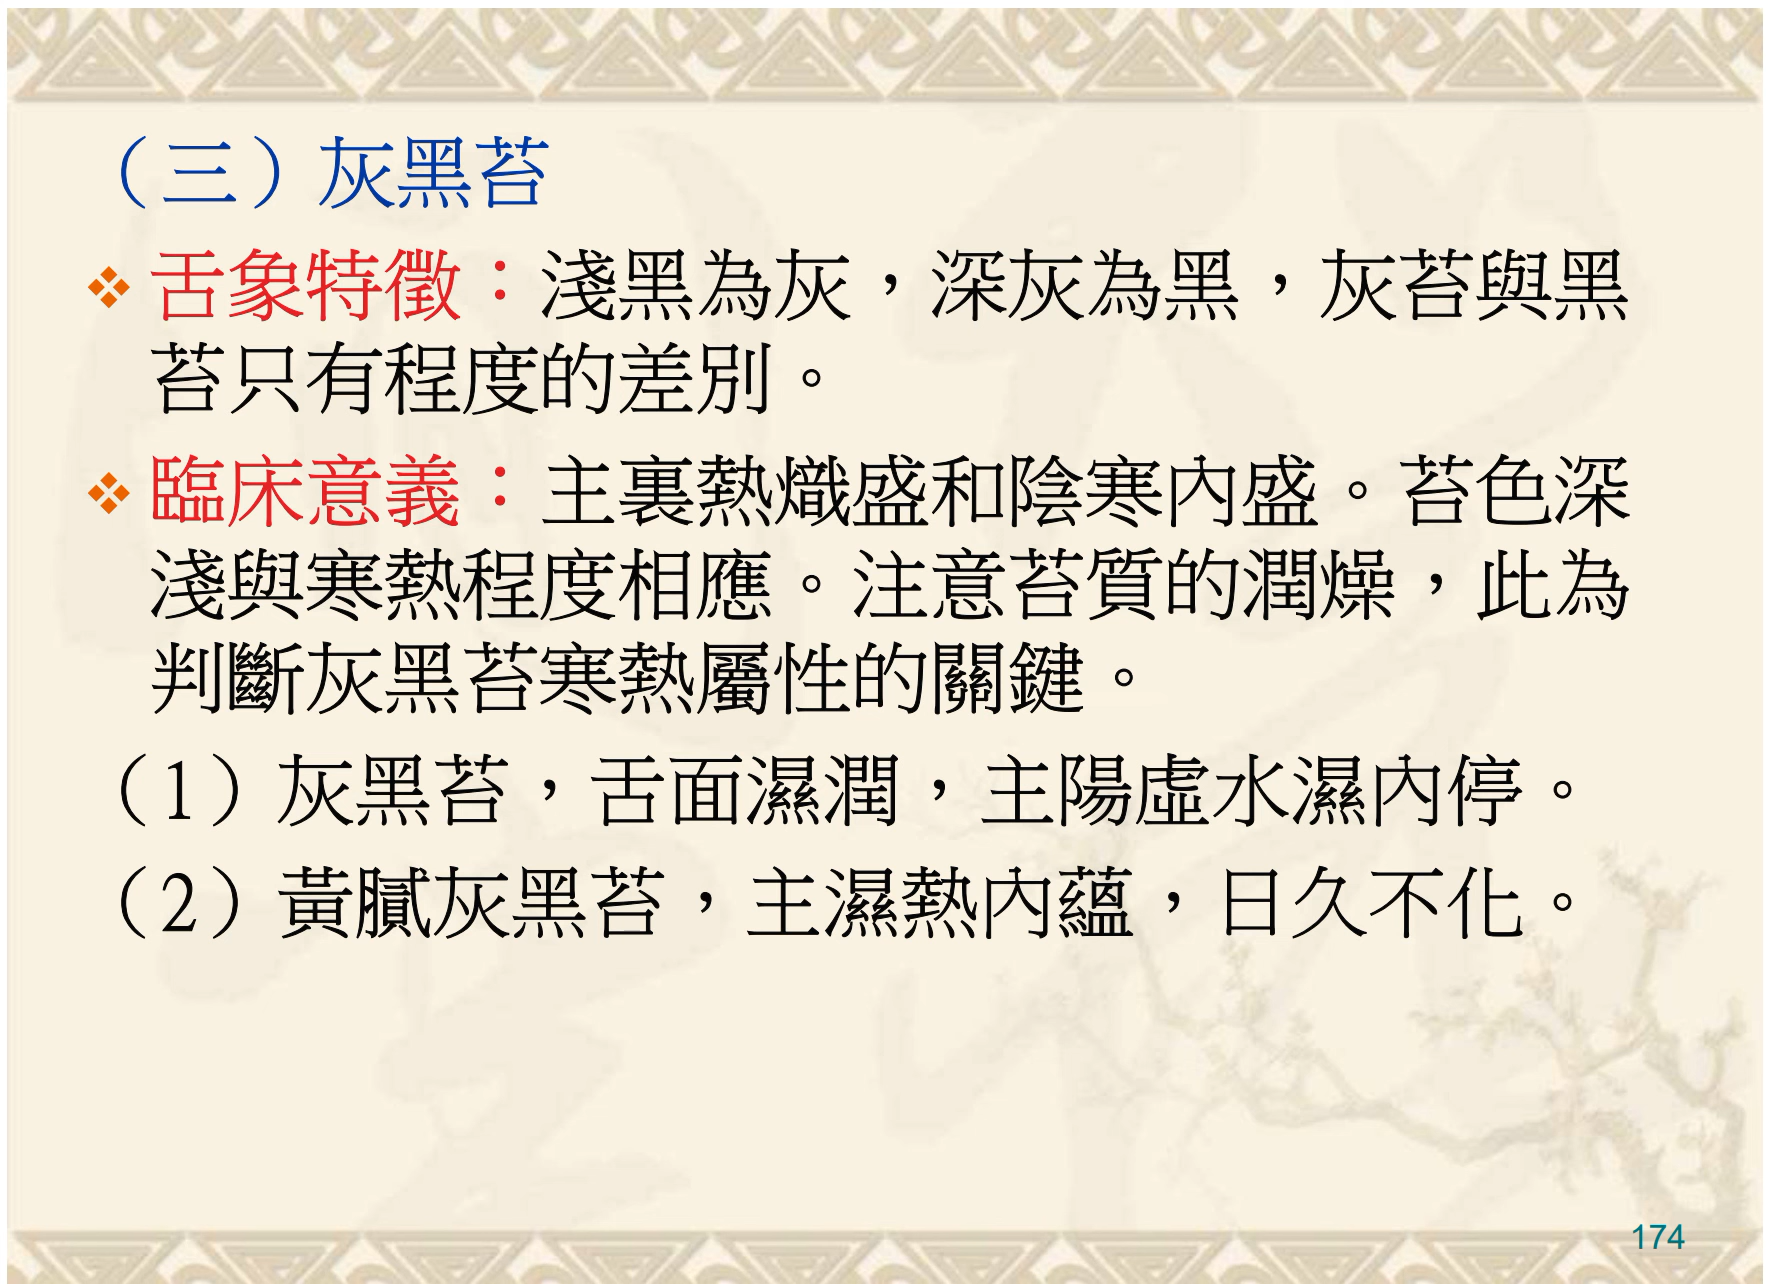 （三）灰黑苔
舌象特徵：淺黑為灰，深灰為黑，灰苔與黑
苔只有程度的差別。
臨床意義：主裏熱熾盛和陰寒內盛。苔色深
淺與寒熱程度相應。注意苔質的潤燥，此為
判斷灰黑苔寒熱屬性的關鍵。
（1）灰黑苔，舌面濕潤，主陽虛水濕內停。
（2）黃膩灰黑苔，主濕熱內蘊，日久不化。
174